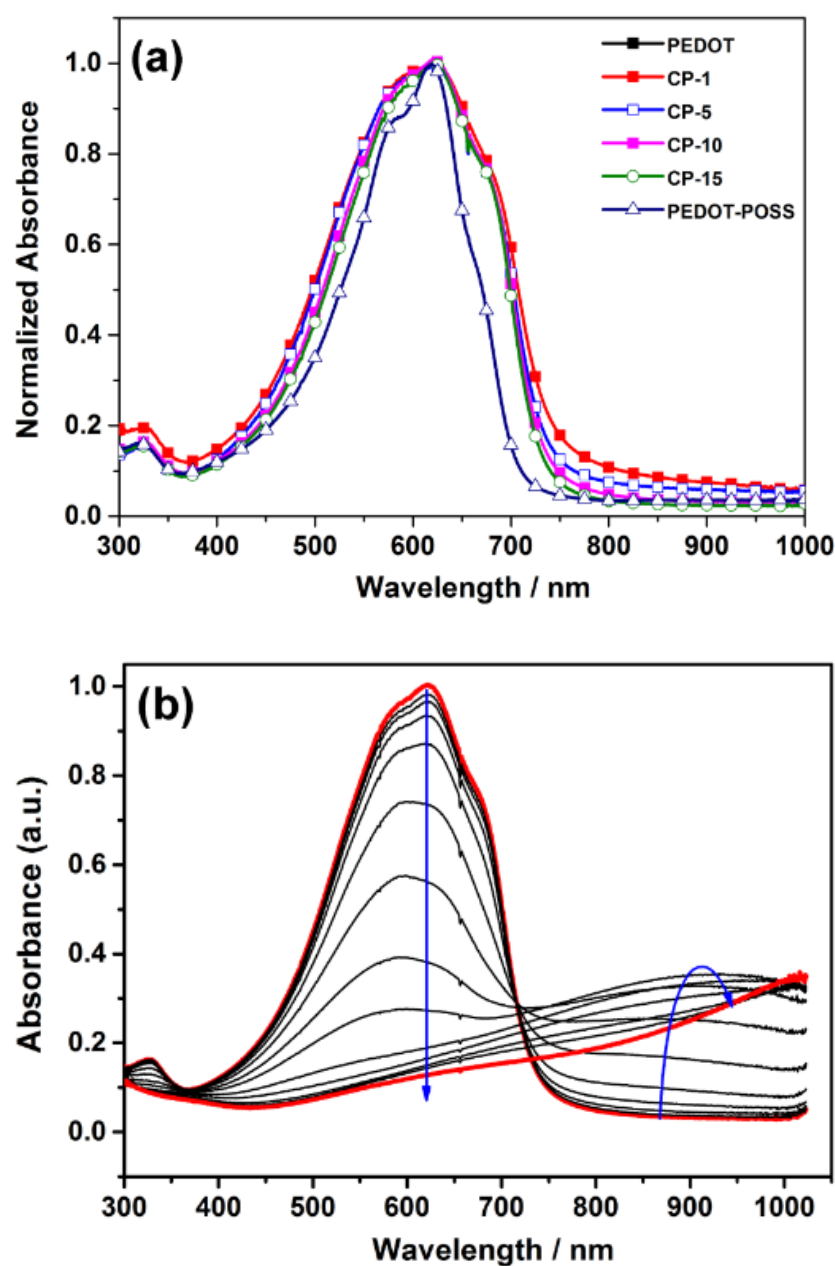 (a)
PEDOT
CP-1
CP-5
CP-10
CP-15
PEDOT-POSS
Normalized Absorbance
1.0
0.8
0.6
0.4
0.2
0.0
300 400 500 600 700 800 900 1000
Wavelength / nm
(b)
Absorbance (a.u.)
1.0
0.8
0.6
0.4
0.2
0.0
300 400 500 600 700 800 900 1000
Wavelength / nm